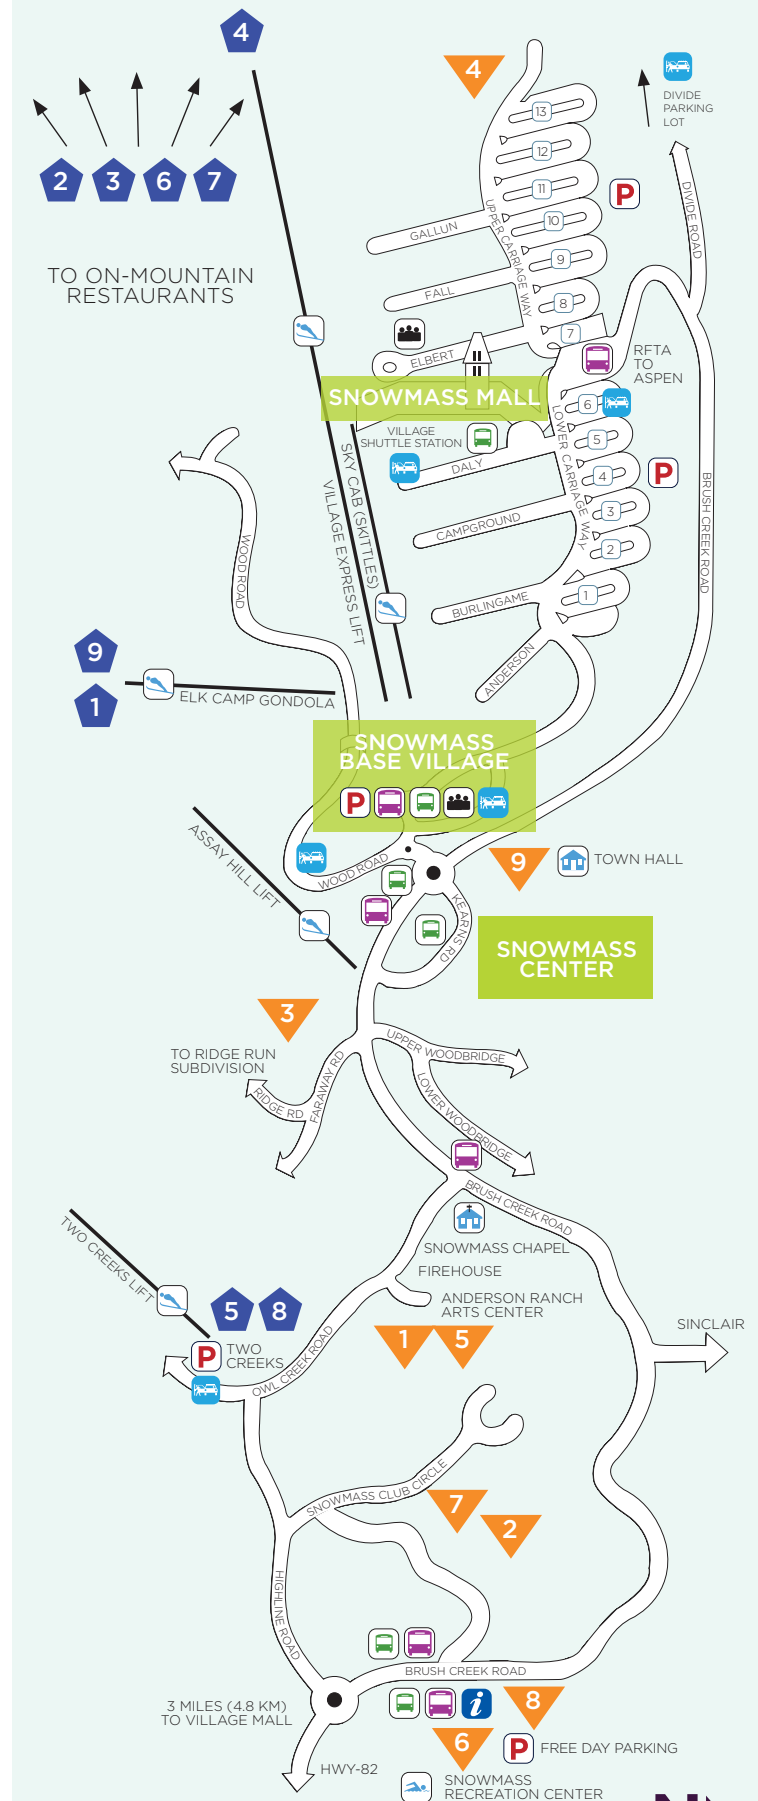 4
2
3
6
7
TO ON-MOUNTAIN
RESTAURANTS
4
DIVIDE
PARKING
LOT
13
12
11
10
9
8
7
P
GALLUN
FALL
ELBERT
UPPER CARRIAGE WAY
DIVIDE ROAD
RFTA
TO
ASPEN
SNOWMASS MALL
VILLAGE
SHUTTLE STATION
DALY
6
5
4
3
2
1
P
LOWER CARRIAGE WAY
CAMPGROUND
BURLINGAME
ANDERSON
BRUSH CREEK ROAD
SKY CAB (SKITTLES)
VILLAGE EXPRESS LIFT
WOOD ROAD
9
1
ELK CAMP GONDOLA
SNOWMASS
BASE VILLAGE
P
ASSAY HILL LIFT
WOOD ROAD
9
TOWN HALL
KEARNS RD
SNOWMASS
CENTER
3
TO RIDGE RUN
SUBDIVISION
RIDGE RD
FARAWAY RD
UPPER WOODBRIDGE
LOWER WOODBRIDGE
BRUSH CREEK ROAD
SNOWMASS CHAPEL
FIREHOUSE
ANDERSON RANCH
ARTS CENTER
TWO CREEKS LIFT
5
8
P
TWO
CREEKS
OWL CREEK ROAD
1
5
SINCLAIR
SNOWMASS CLUB CIRCLE
7
2
HIGHLINE ROAD
BRUSH CREEK ROAD
3 MILES (4.8 KM)
TO VILLAGE MALL
i
8
6
P
FREE DAY PARKING
HWY-82
SNOWMASS
RECREATION CENTER